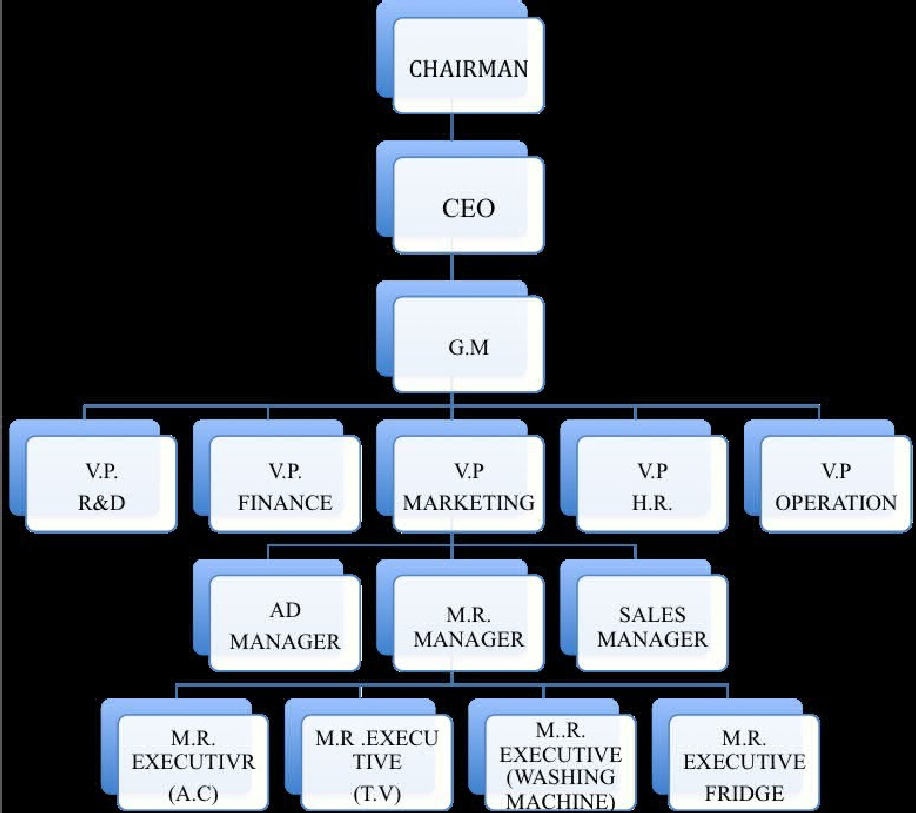 CHAIRMAN
CEO
G.M
V.P.
R&D
V.P.
FINANCE
V.P
MARKETING
V.P
H.R.
V.P
OPERATION
AD
MANAGER
M.R.
MANAGER
SALES
MANAGER
M.R.
EXECUTIVR
(A.C)
M.R .EXECU
TIVE
(T.V)
M..R.
EXECUTIVE
(WASHING
MACHINE)
M.R.
EXECUTIVE
FRIDGE